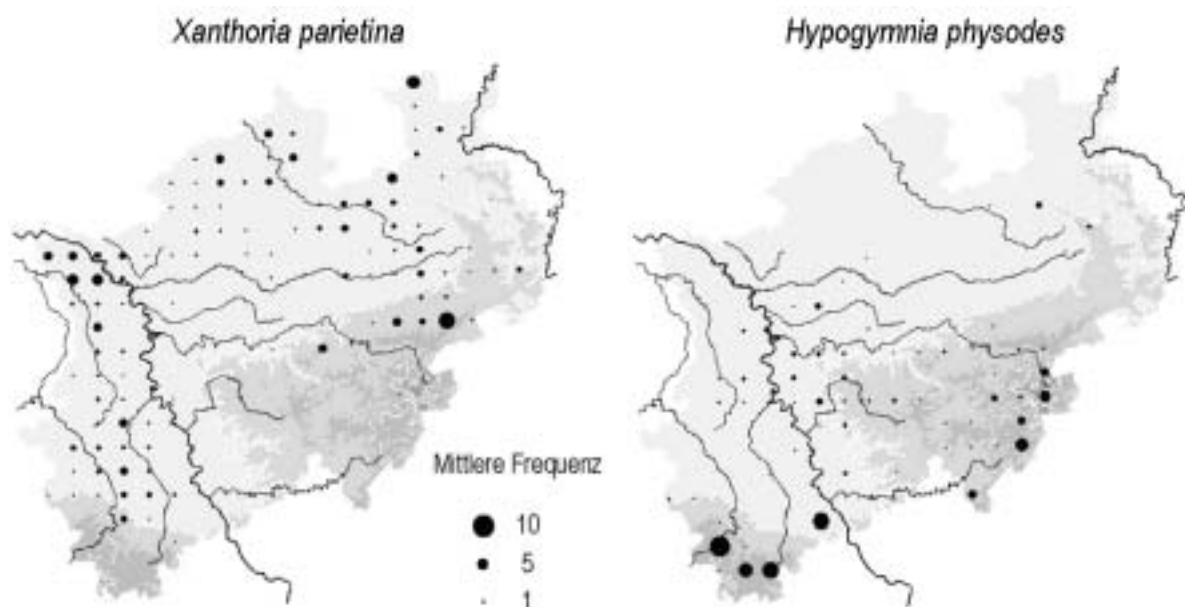 Xanthoria parietina
Hypogymnia physodes
Mittlere Frequenz
10
5
1